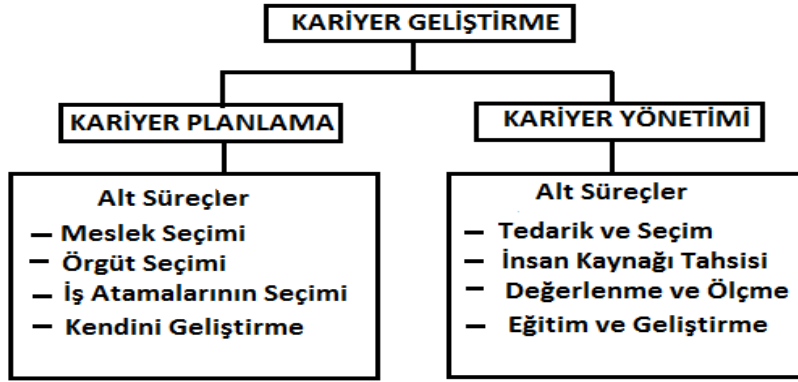 KARİYER GELİŞTİRME
KARİYER PLANLAMA
Alt Süreçler
– Meslek Seçimi
– Örgüt Seçimi
– İş Atamalarının Seçimi
– Kendini Geliştirme
KARİYER YÖNETİMİ
Alt Süreçler
– Tedarik ve Seçim
– İnsan Kaynağı Tahsisi
– Değerlenme ve Ölçme
– Eğitim ve Geliştirme